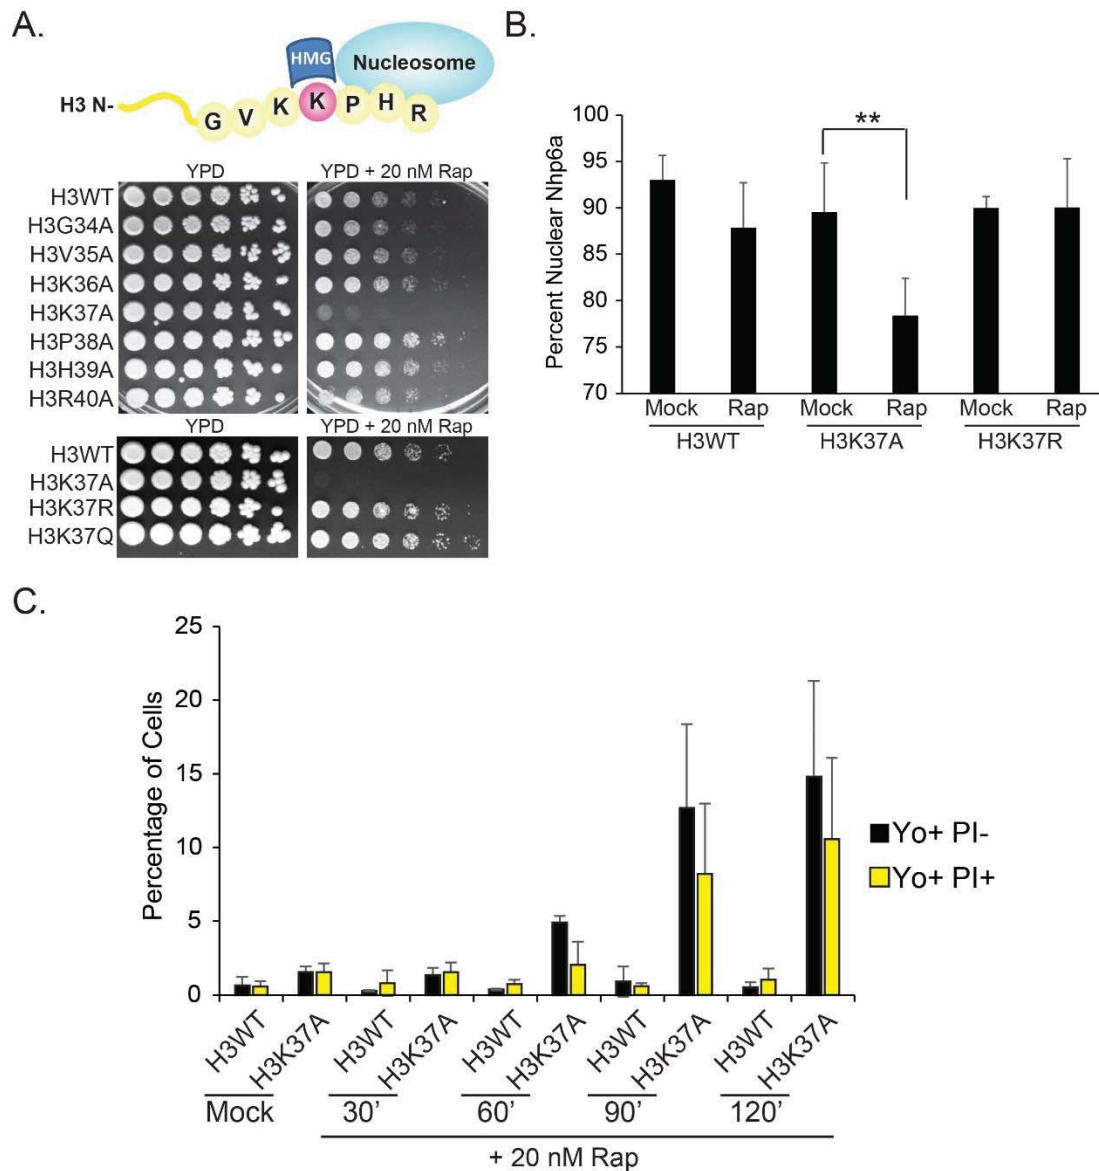 A.
HMG
Nucleosome
H3 N-
G V K K P H R
YPD
YPD + 20 nM Rap
H3WT
H3G34A
H3V35A
H3K36A
H3K37A
H3P38A
H3H39A
H3R40A
YPD
YPD + 20 nM Rap
H3WT
H3K37A
H3K37R
H3K37Q
B.
**
Percent Nuclear Nhp6a
100
95
90
85
80
75
70
Mock Rap Mock Rap Mock Rap
H3WT H3K37A H3K37R
C.
Percentage of Cells
25
20
15
10
5
0
Yo+ PI-
Yo+ PI+
H3WT H3K37A H3WT H3K37A H3WT H3K37A H3WT H3K37A H3WT H3K37A
Mock 30' 60' 90' 120'
+ 20 nM Rap